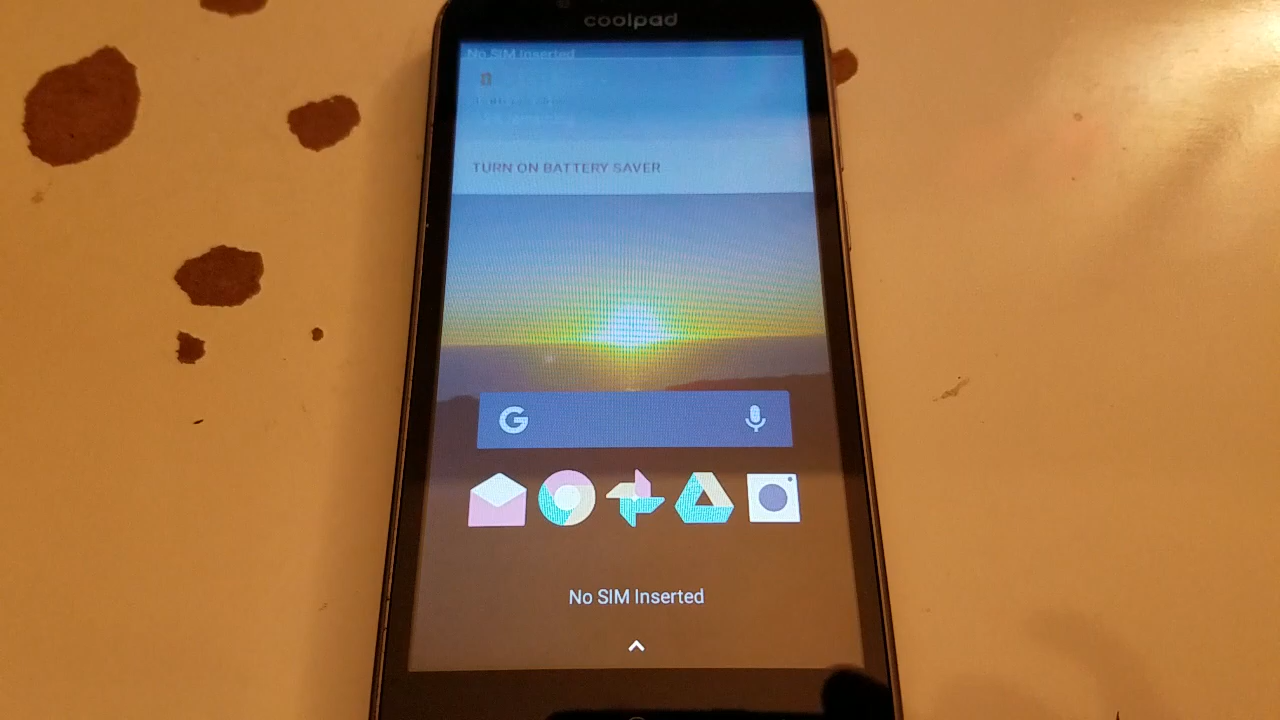 coolpad
No SIM Inserted
TURN ON BATTERY SAVER
G
No SIM Inserted